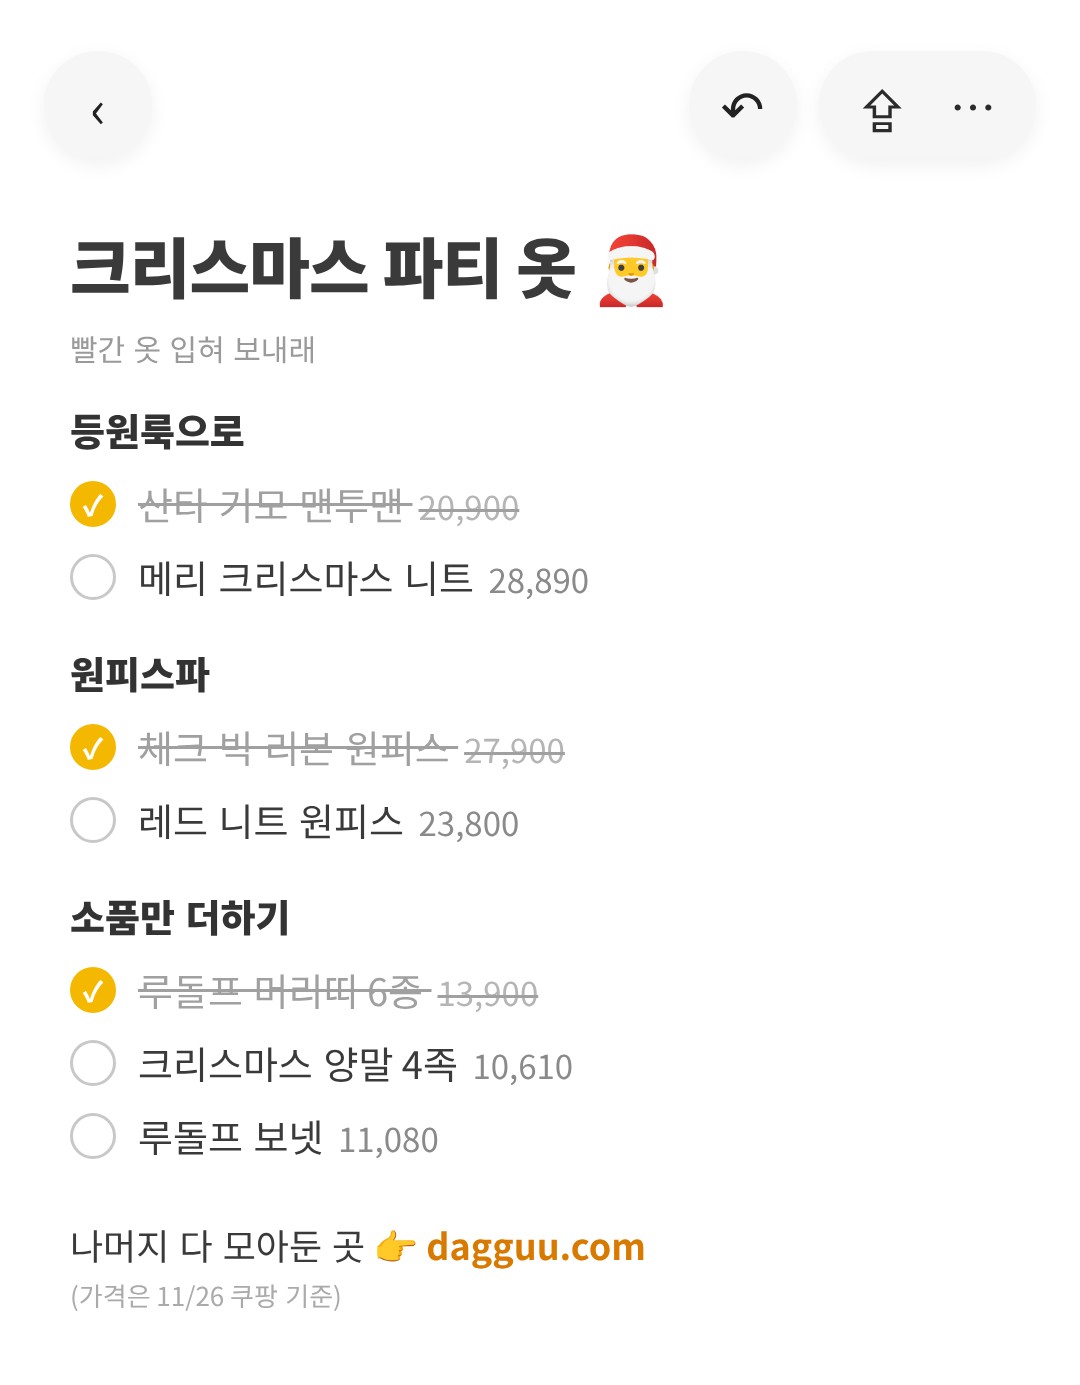 크리스마스 파티 옷 🎅
빨간 옷 입혀 보내래
등원룩으로
산타 기모 맨투맨 20,900
메리 크리스마스 니트 28,890
원피스파
체크 빅 리본 원피스 27,900
레드 니트 원피스 23,800
소품만 더하기
루돌프 머리띠 6종 13,900
크리스마스 양말 4족 10,610
루돌프 보넷 11,080
나머지 다 모아둔 곳 👉 dagguu.com
(가격은 11/26 쿠팡 기준)